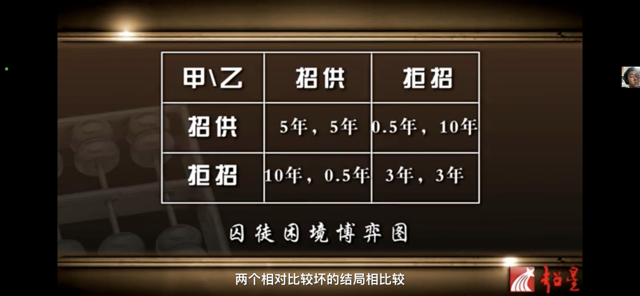 甲\乙 招供 拒招
招供 5年，5年 0.5年，10年
拒招 10年，0.5年 3年，3年
囚徒困境博弈图
两个相对比较坏的结局相比较
超星